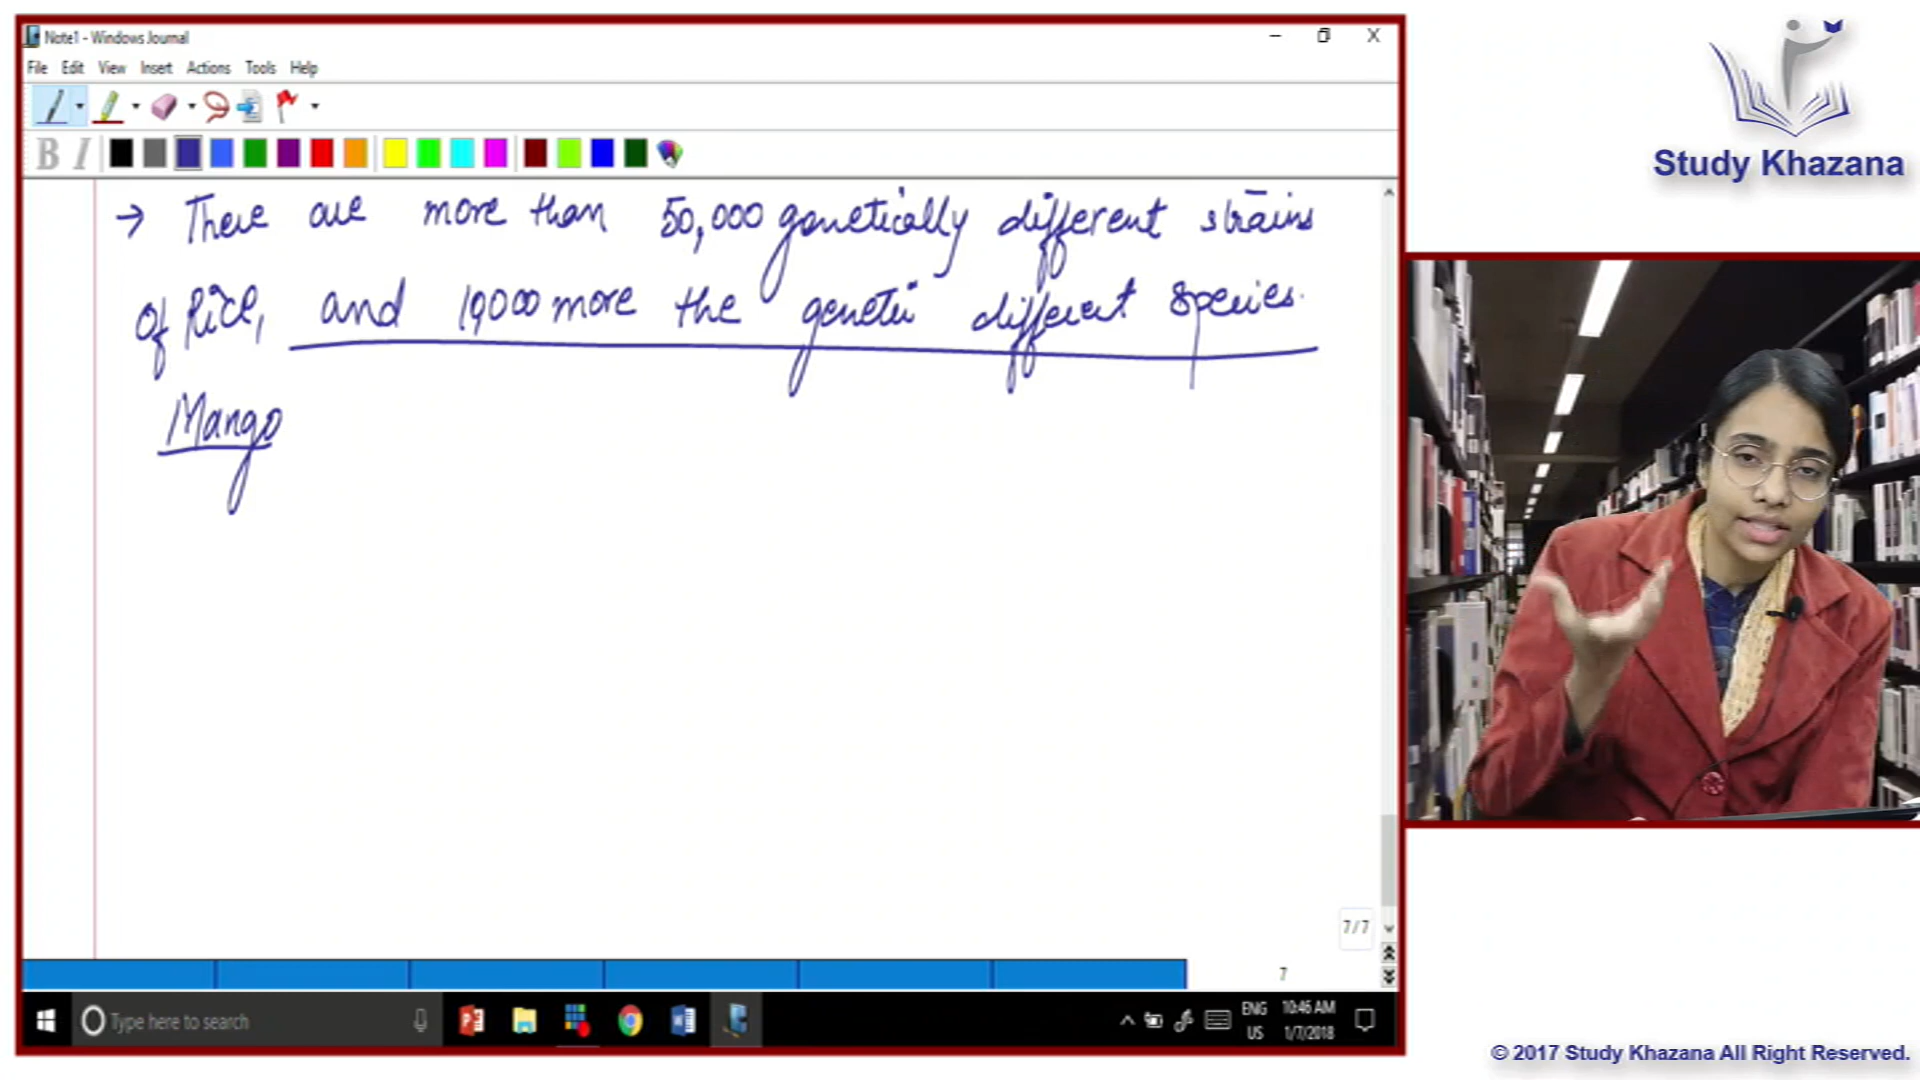 Note1 - Windows Journal
File Edit View Insert Actions Tools Help
B I
→ There are more than 50,000 genetically different strains
of Rice, and 1,000 more the genetic different species.
Mango
7/7
7
Type here to search
ENG 10:46 AM
US 1/7/2018
Study Khazana
© 2017 Study Khazana All Right Reserved.